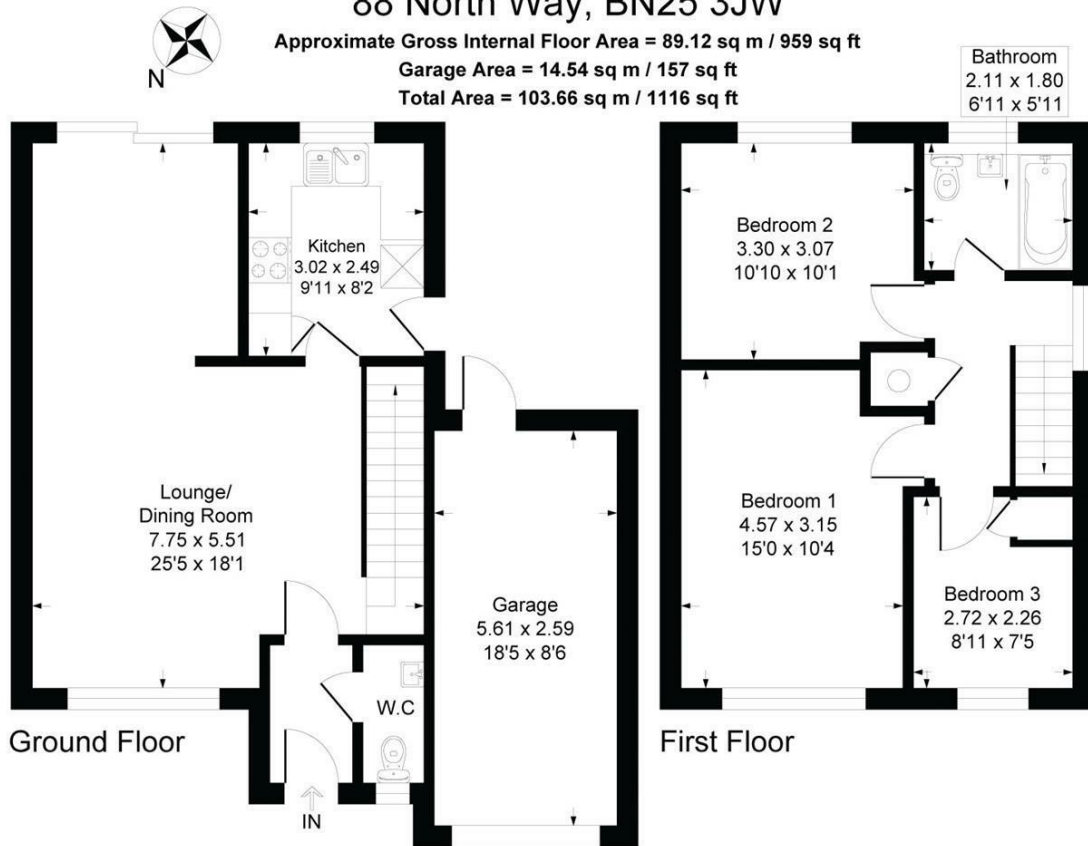 88 North Way, BN25 3JW
Approximate Gross Internal Floor Area = 89.12 sq m / 959 sq ft
Garage Area = 14.54 sq m / 157 sq ft
Total Area = 103.66 sq m / 1116 sq ft
N
Bathroom
2.11 x 1.80
6'11 x 5'11
Kitchen
3.02 x 2.49
9'11 x 8'2
Lounge/
Dining Room
7.75 x 5.51
25'5 x 18'1
Garage
5.61 x 2.59
18'5 x 8'6
W.C
IN
Ground Floor
Bedroom 2
3.30 x 3.07
10'10 x 10'1
Bedroom 1
4.57 x 3.15
15'0 x 10'4
Bedroom 3
2.72 x 2.26
8'11 x 7'5
First Floor